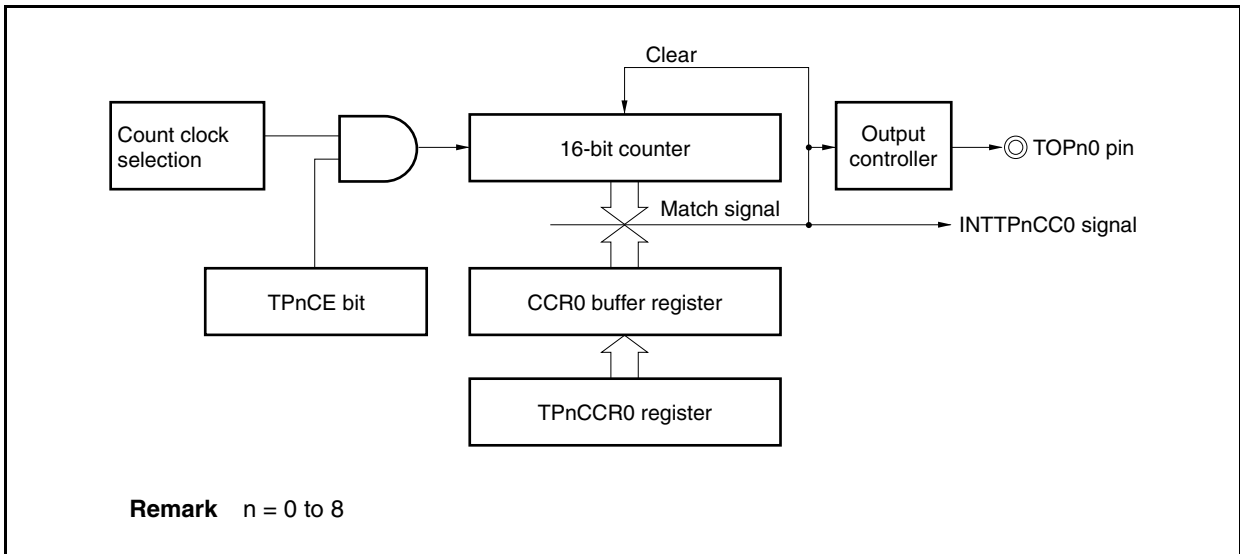 Clear
Count clock
selection
16-bit counter
Output
controller
TOPn0 pin
Match signal
INTTPnCC0 signal
TPnCE bit
CCR0 buffer register
TPnCCR0 register
Remark n = 0 to 8